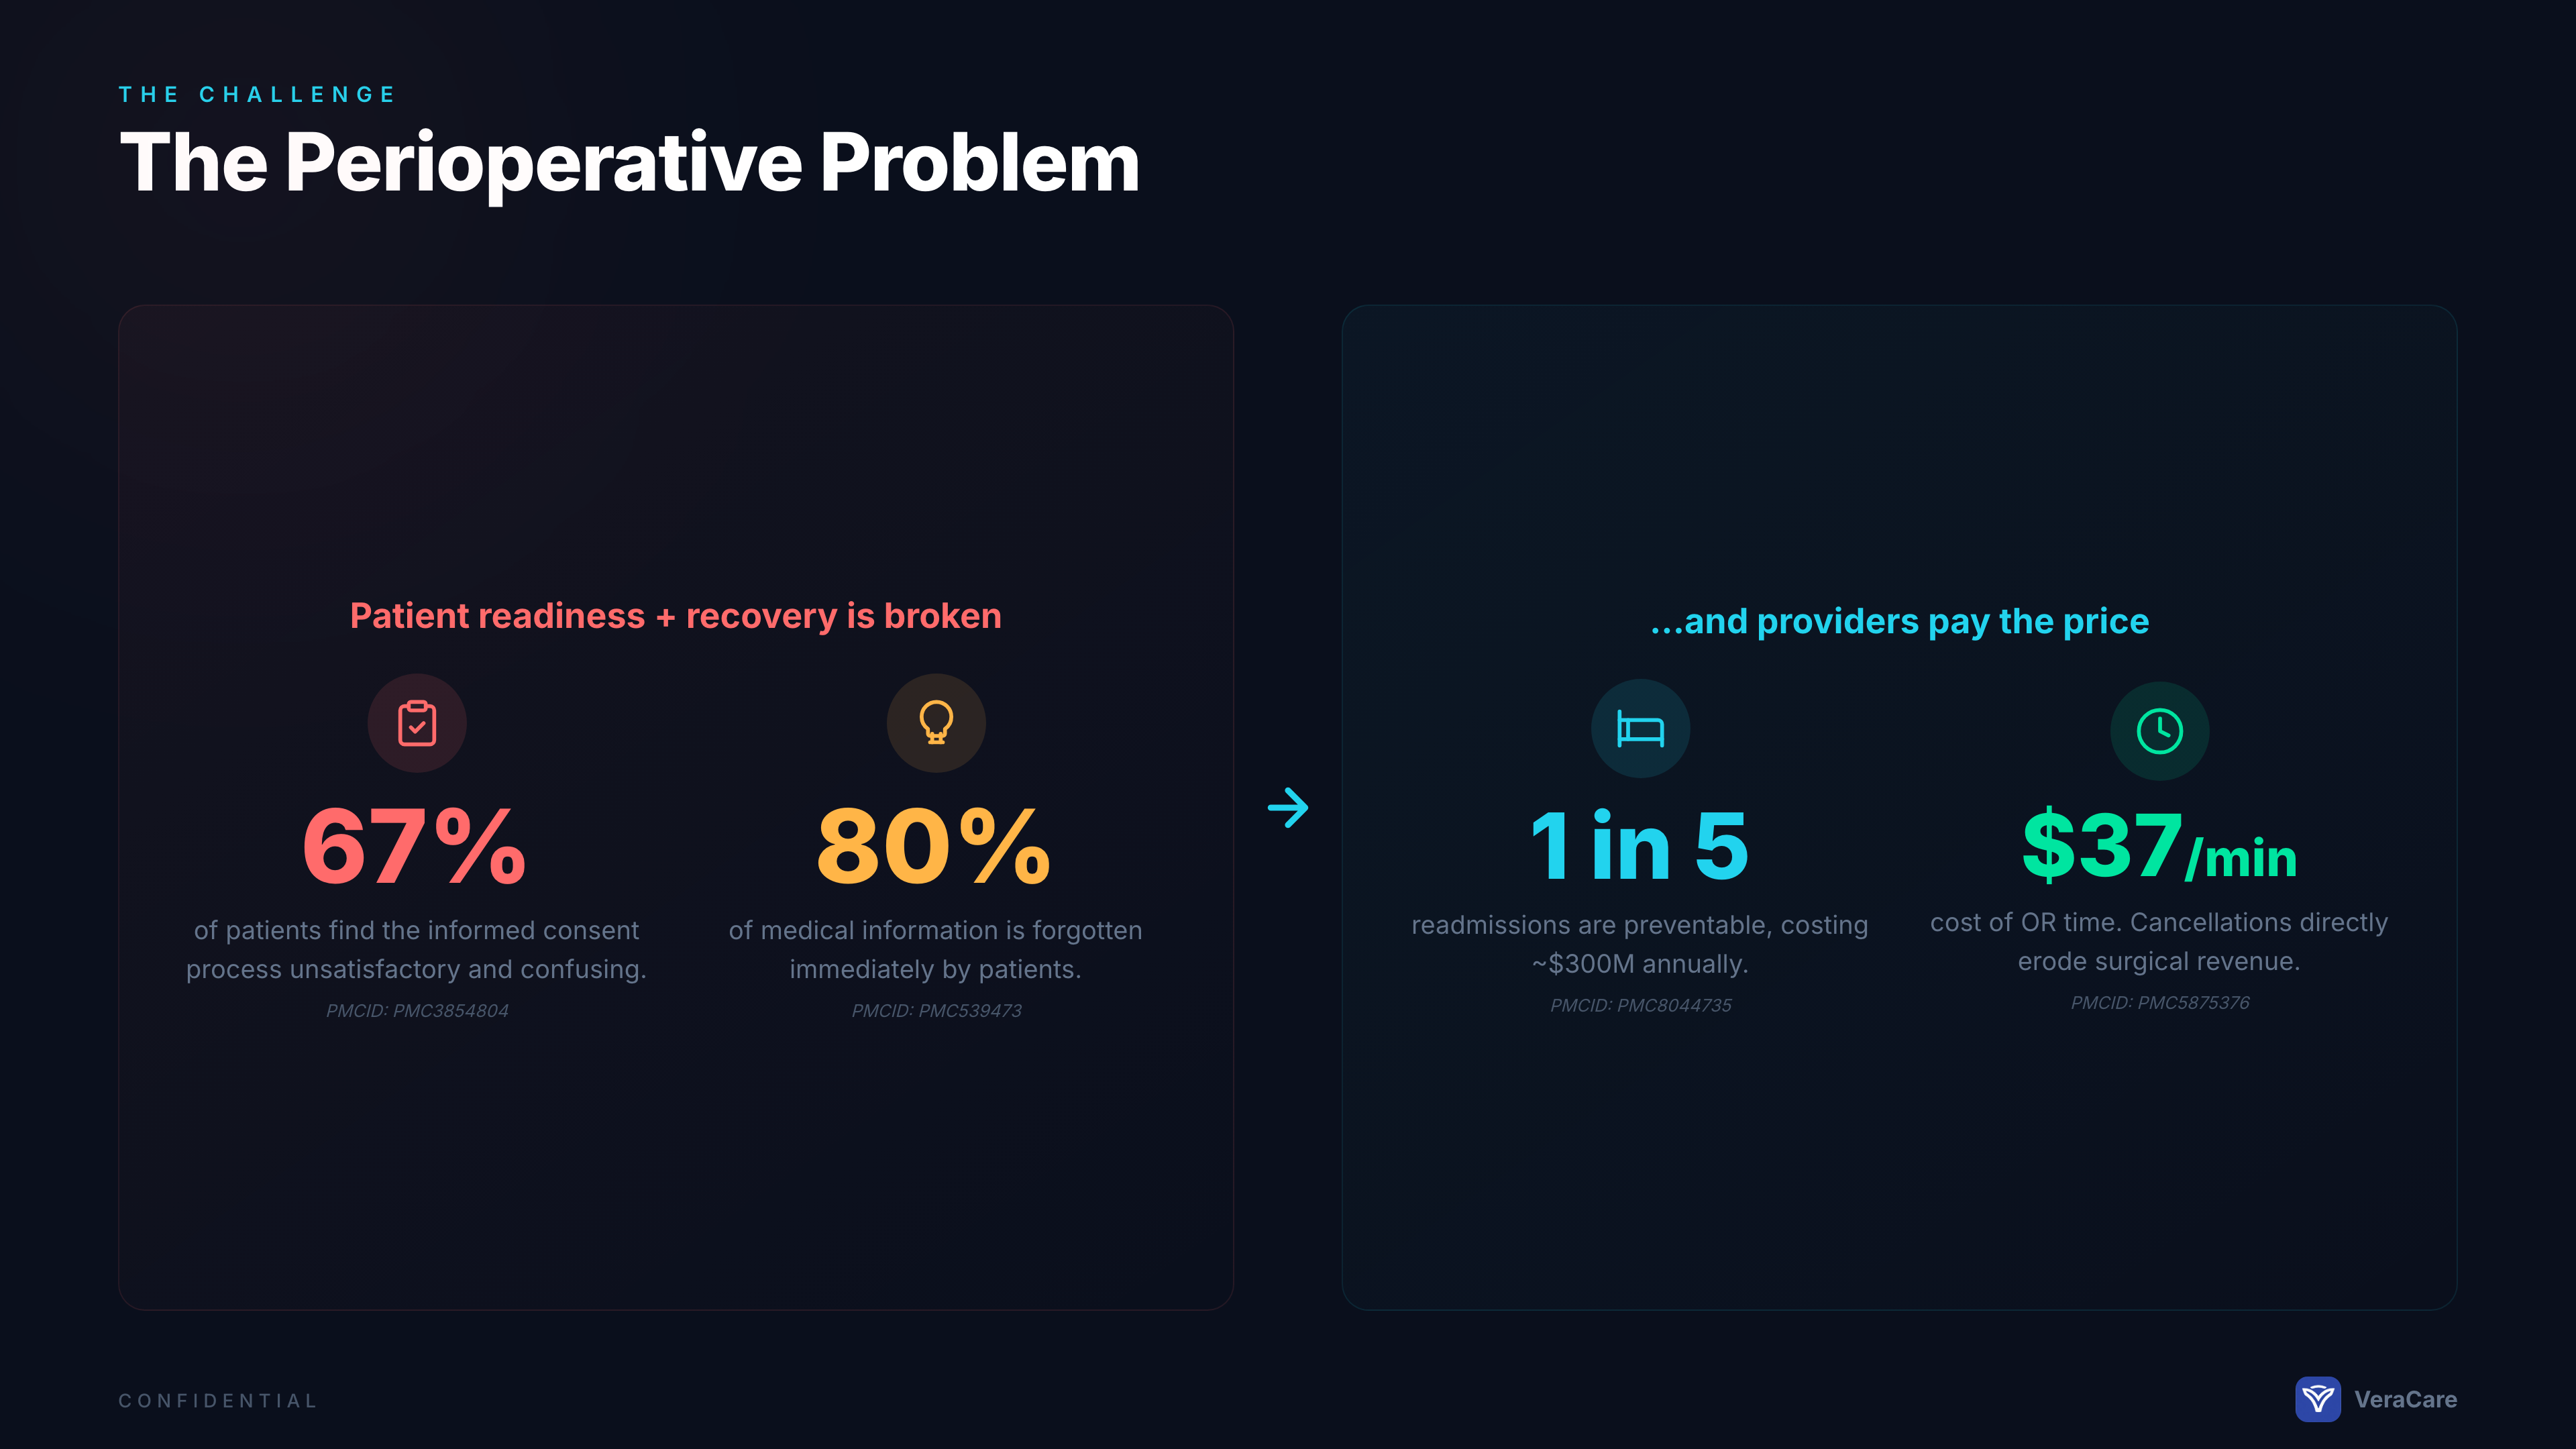 THE CHALLENGE
The Perioperative Problem
Patient readiness + recovery is broken
67%
of patients find the informed consent
process unsatisfactory and confusing.
PMCID: PMC3854804
80%
of medical information is forgotten
immediately by patients.
PMCID: PMC539473
...and providers pay the price
1 in 5
readmissions are preventable, costing
~$300M annually.
PMCID: PMC8044735
$37/min
cost of OR time. Cancellations directly
erode surgical revenue.
PMCID: PMC5875376
CONFIDENTIAL
VeraCare